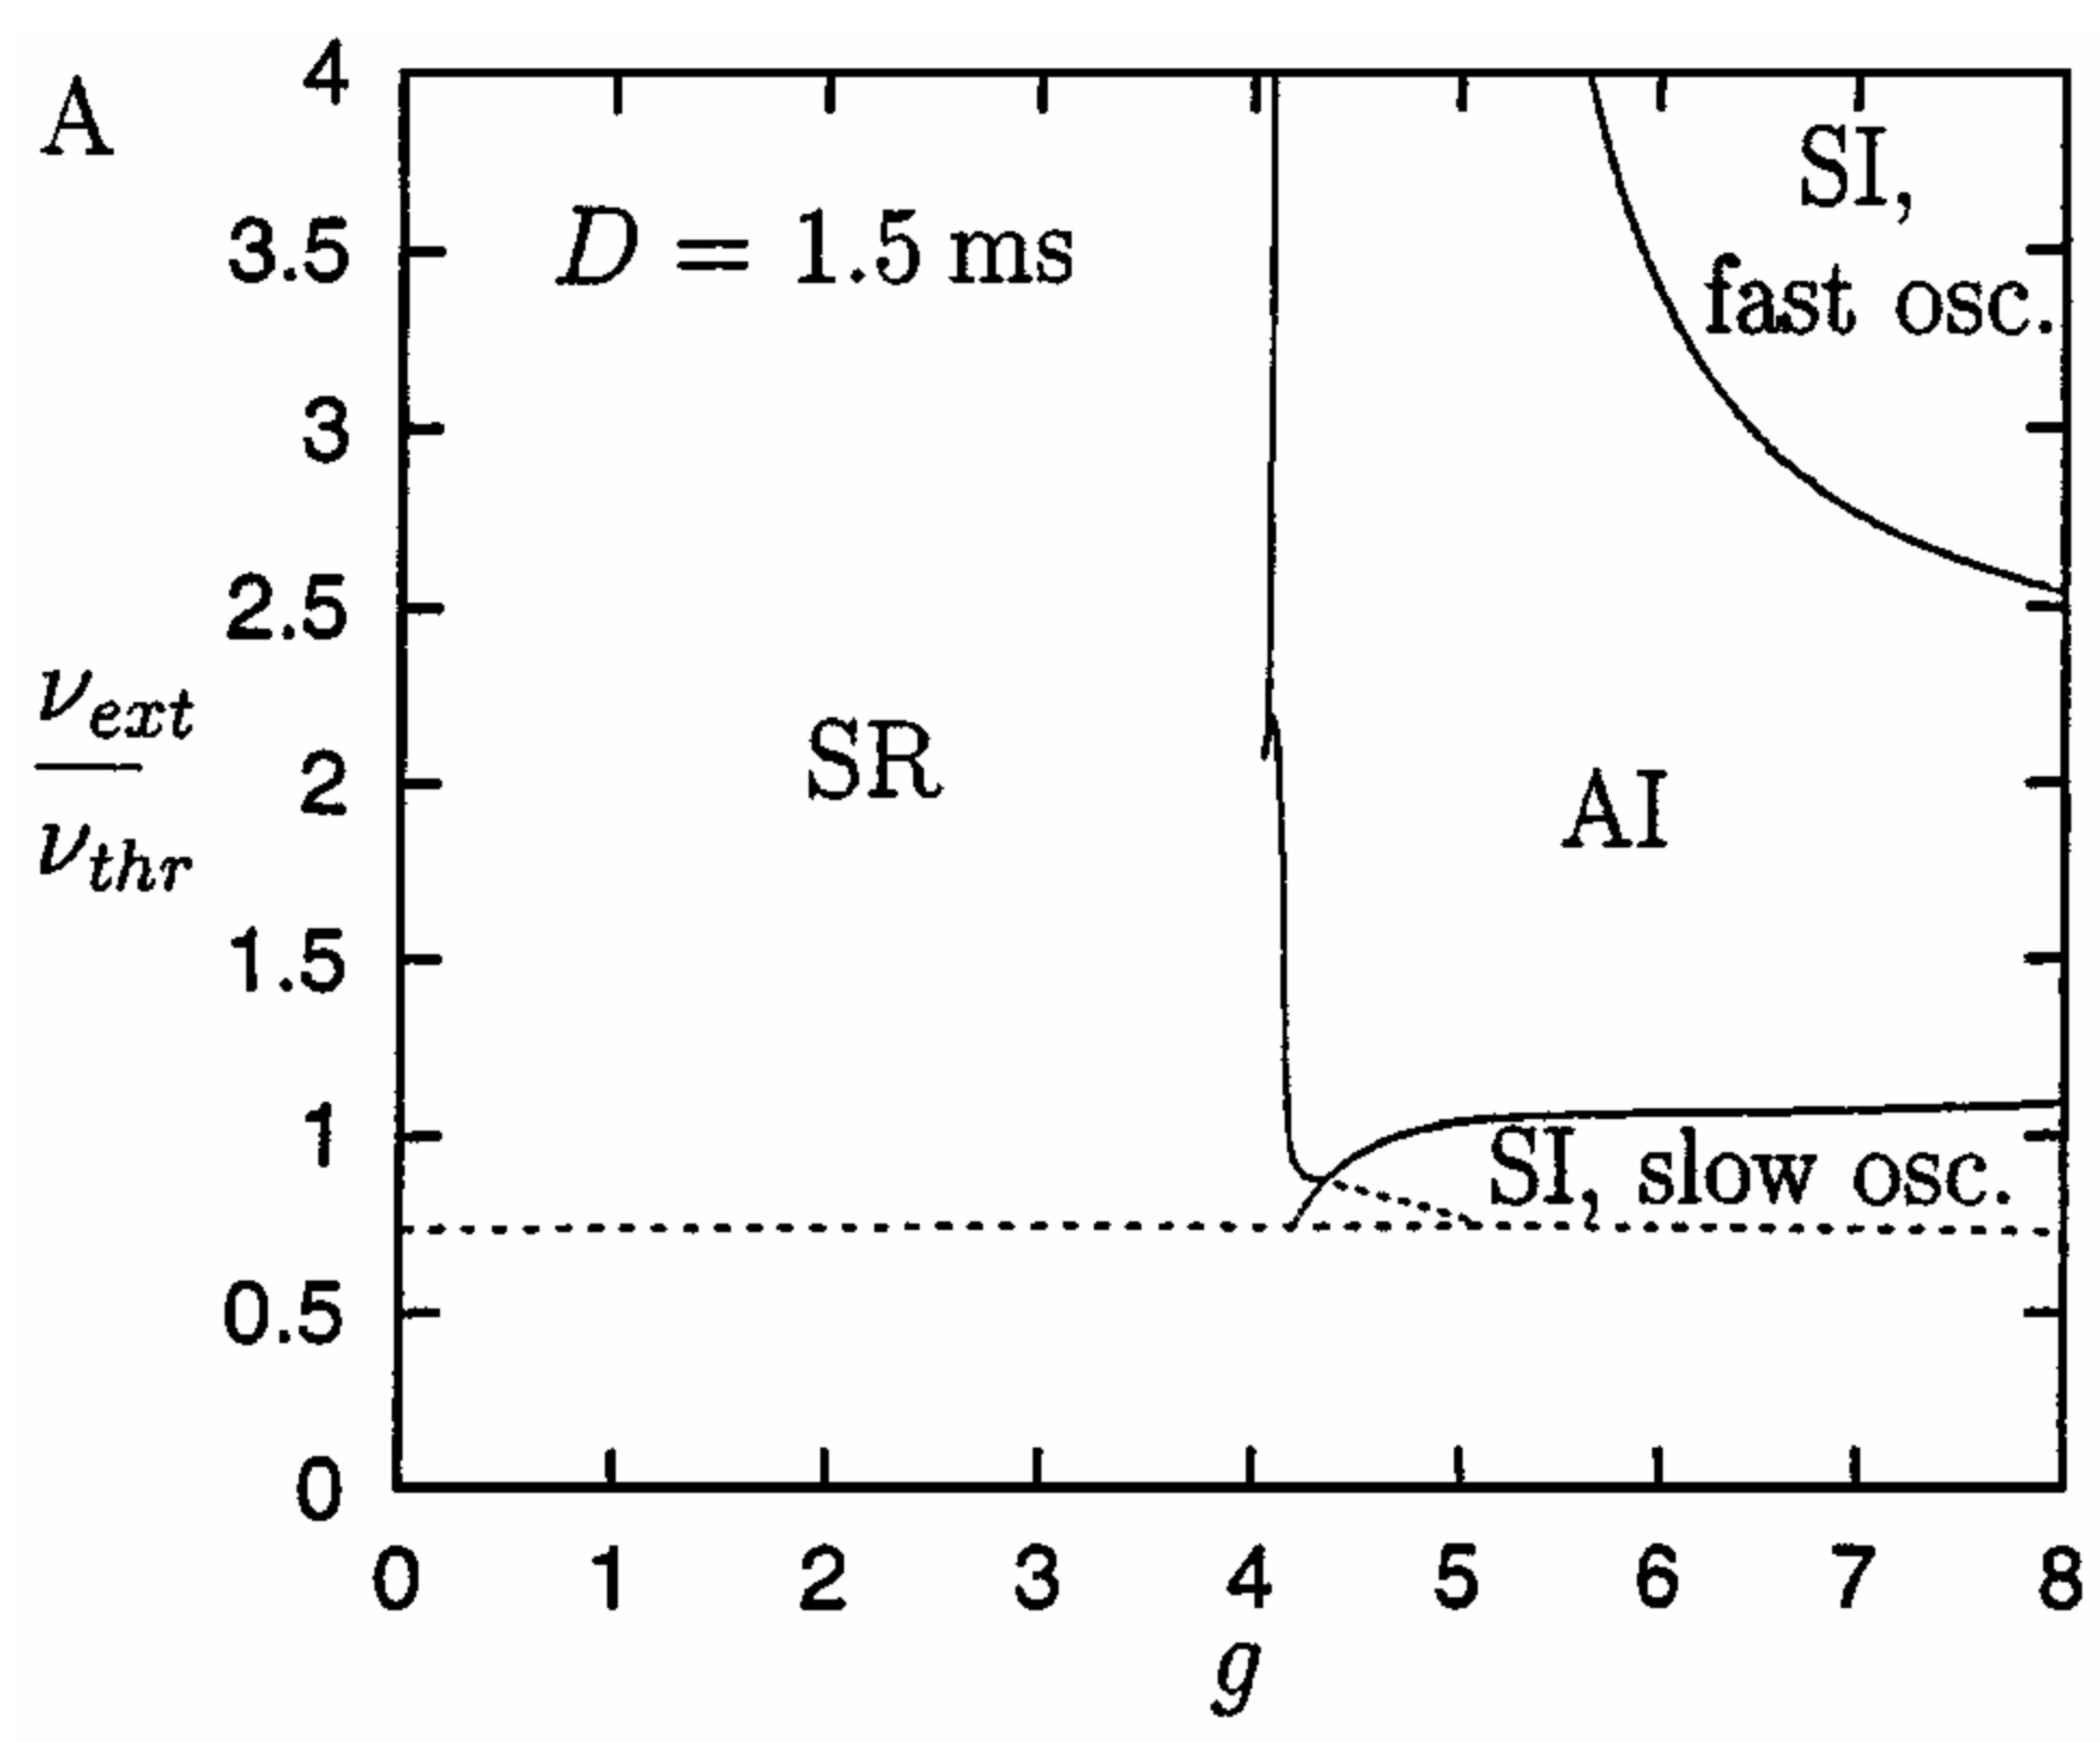 A
4
3.5
3
2.5
2
1.5
1
0.5
0
ν_ext
ν_thr
D = 1.5 ms
SR
AI
SI,
fast osc.
SI, slow osc.
0 1 2 3 4 5 6 7 8
g